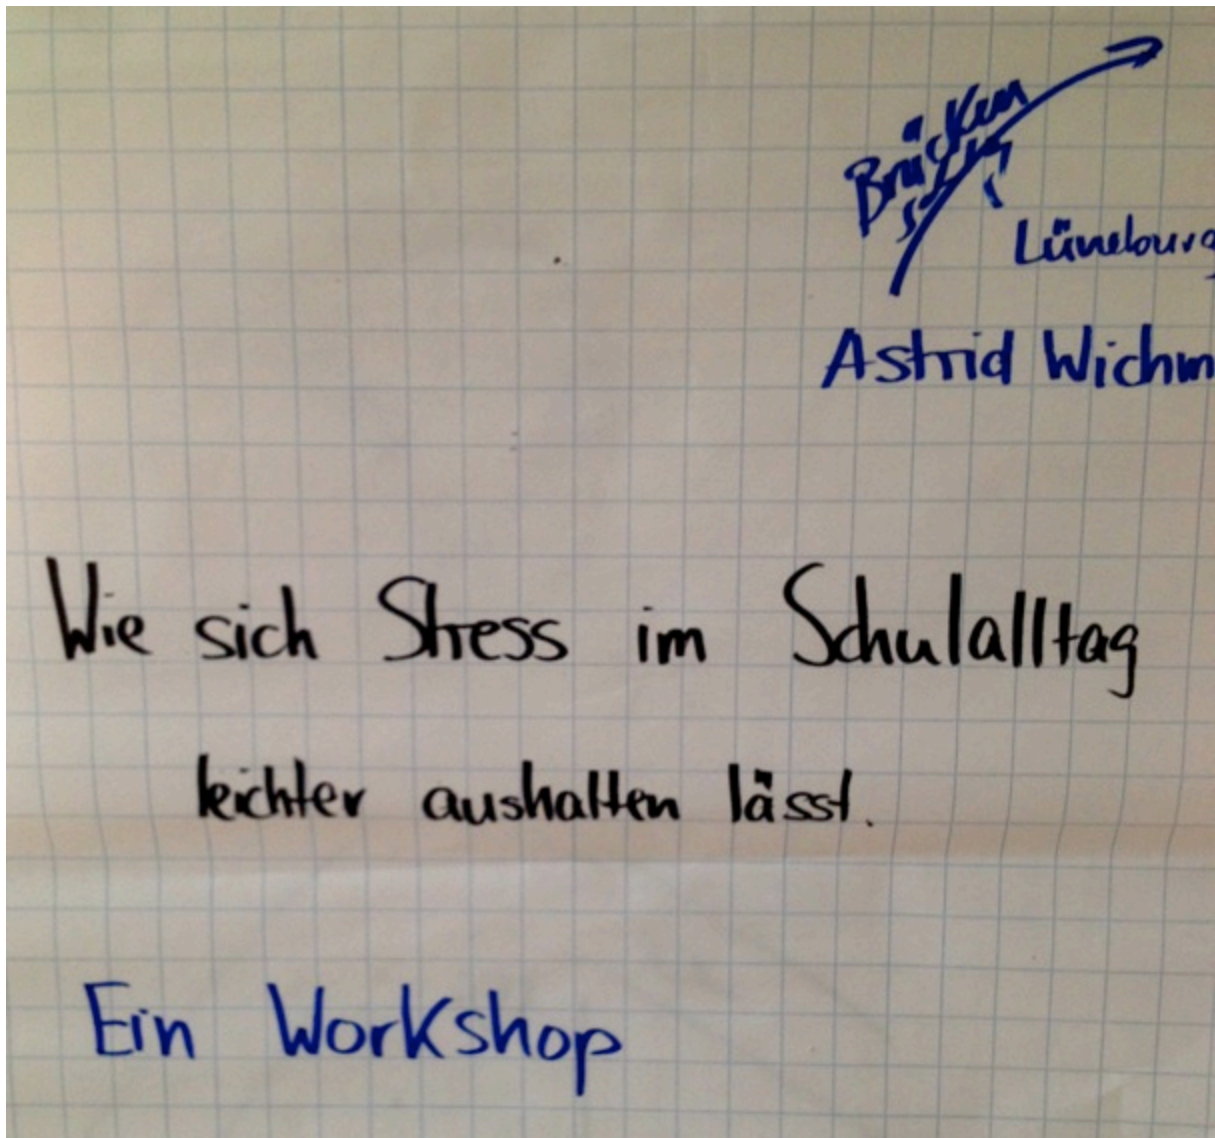 Brücken
Lüneburg
Astrid Wichm
Wie sich Stress im Schulalltag
leichter aushalten lässt.
Ein Workshop